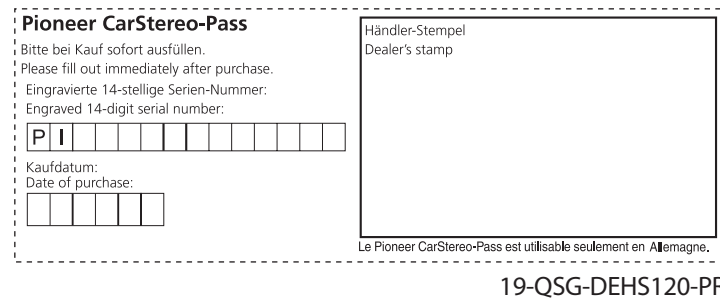 Pioneer CarStereo-Pass
Bitte bei Kauf sofort ausfüllen.
Please fill out immediately after purchase.
Eingravierte 14-stellige Serien-Nummer:
Engraved 14-digit serial number:
P I
Kaufdatum:
Date of purchase:
Händler-Stempel
Dealer's stamp
Le Pioneer CarStereo-Pass est utilisable seulement en Allemagne.
19-QSG-DEHS120-PF